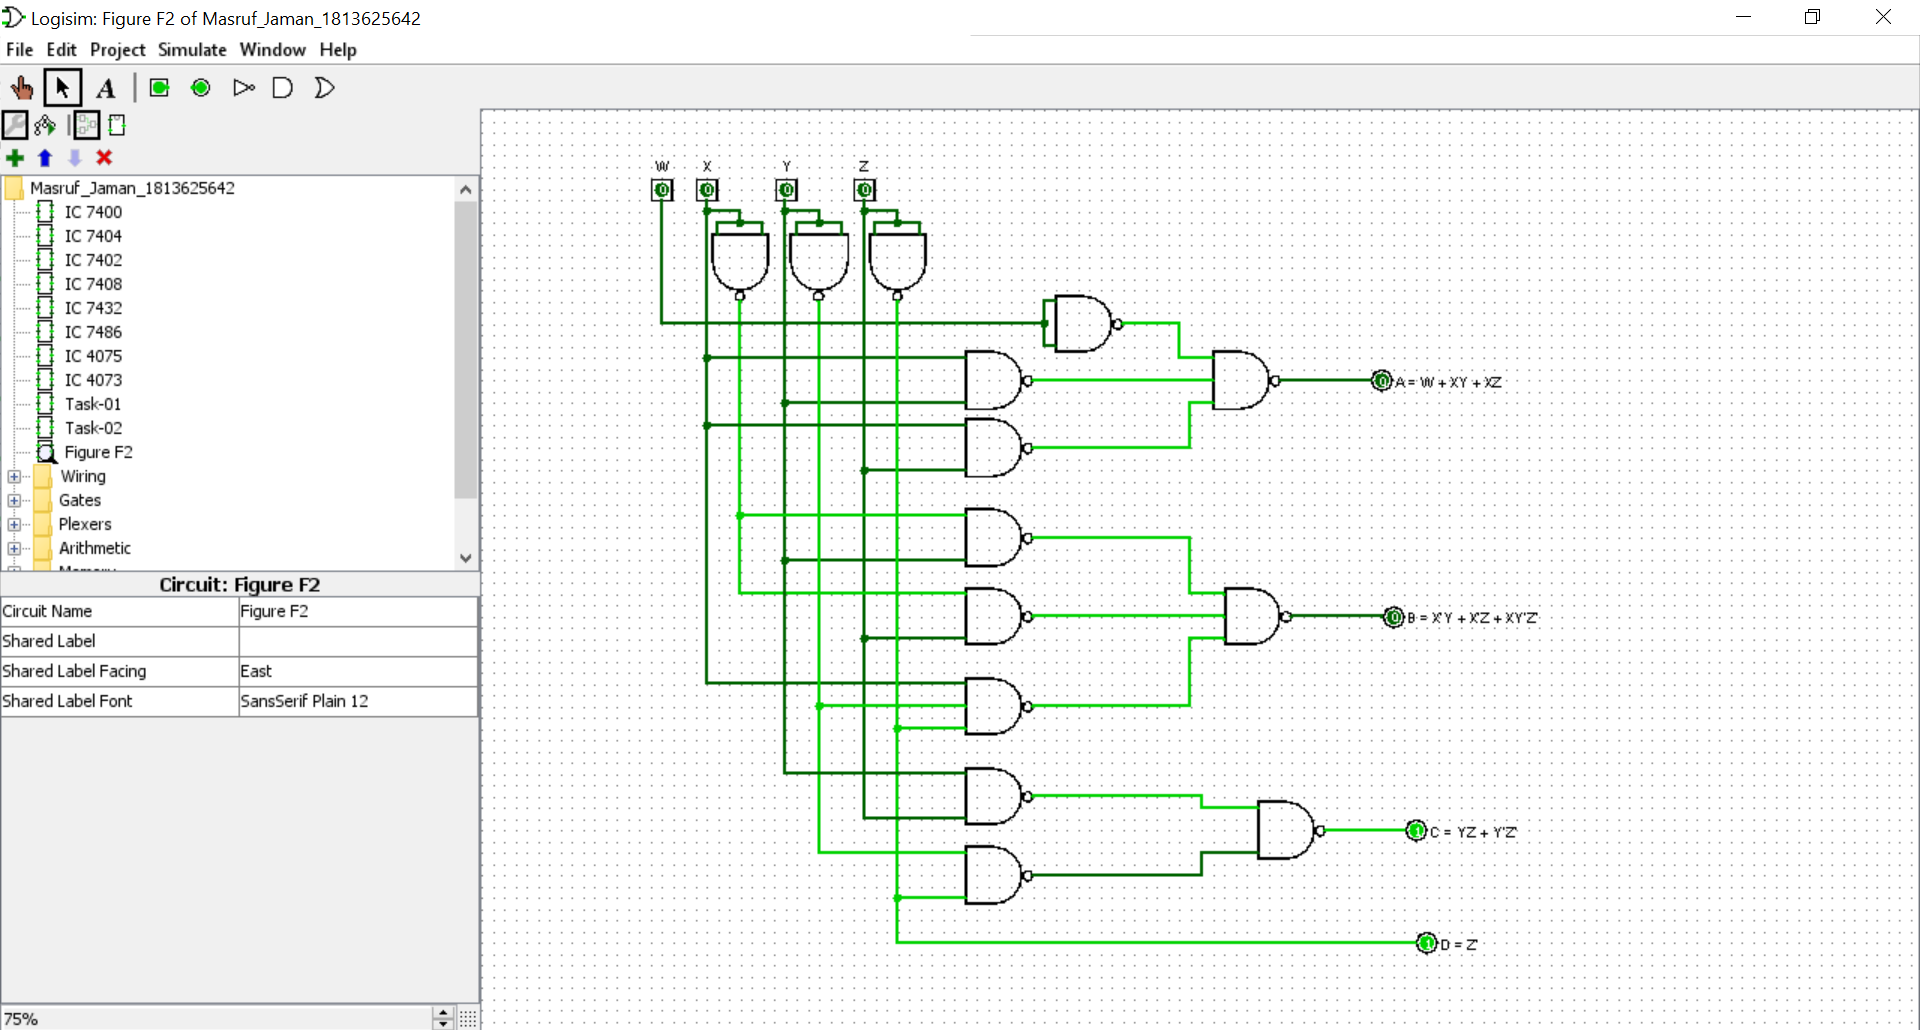 Logisim: Figure F2 of Masruf_Jaman_1813625642
File Edit Project Simulate Window Help
A
Masruf_Jaman_1813625642
IC 7400
IC 7404
IC 7402
IC 7408
IC 7432
IC 7486
IC 4075
IC 4073
Task-01
Task-02
Figure F2
Wiring
Gates
Plexers
Arithmetic
Circuit: Figure F2
Circuit Name Figure F2
Shared Label
Shared Label Facing East
Shared Label Font SansSerif Plain 12
75%
W X Y Z
0 0 0 0
0 A = W + XY + XZ
0 B = X'Y + X'Z + XY'Z'
1 C = YZ + Y'Z'
1 D = Z'